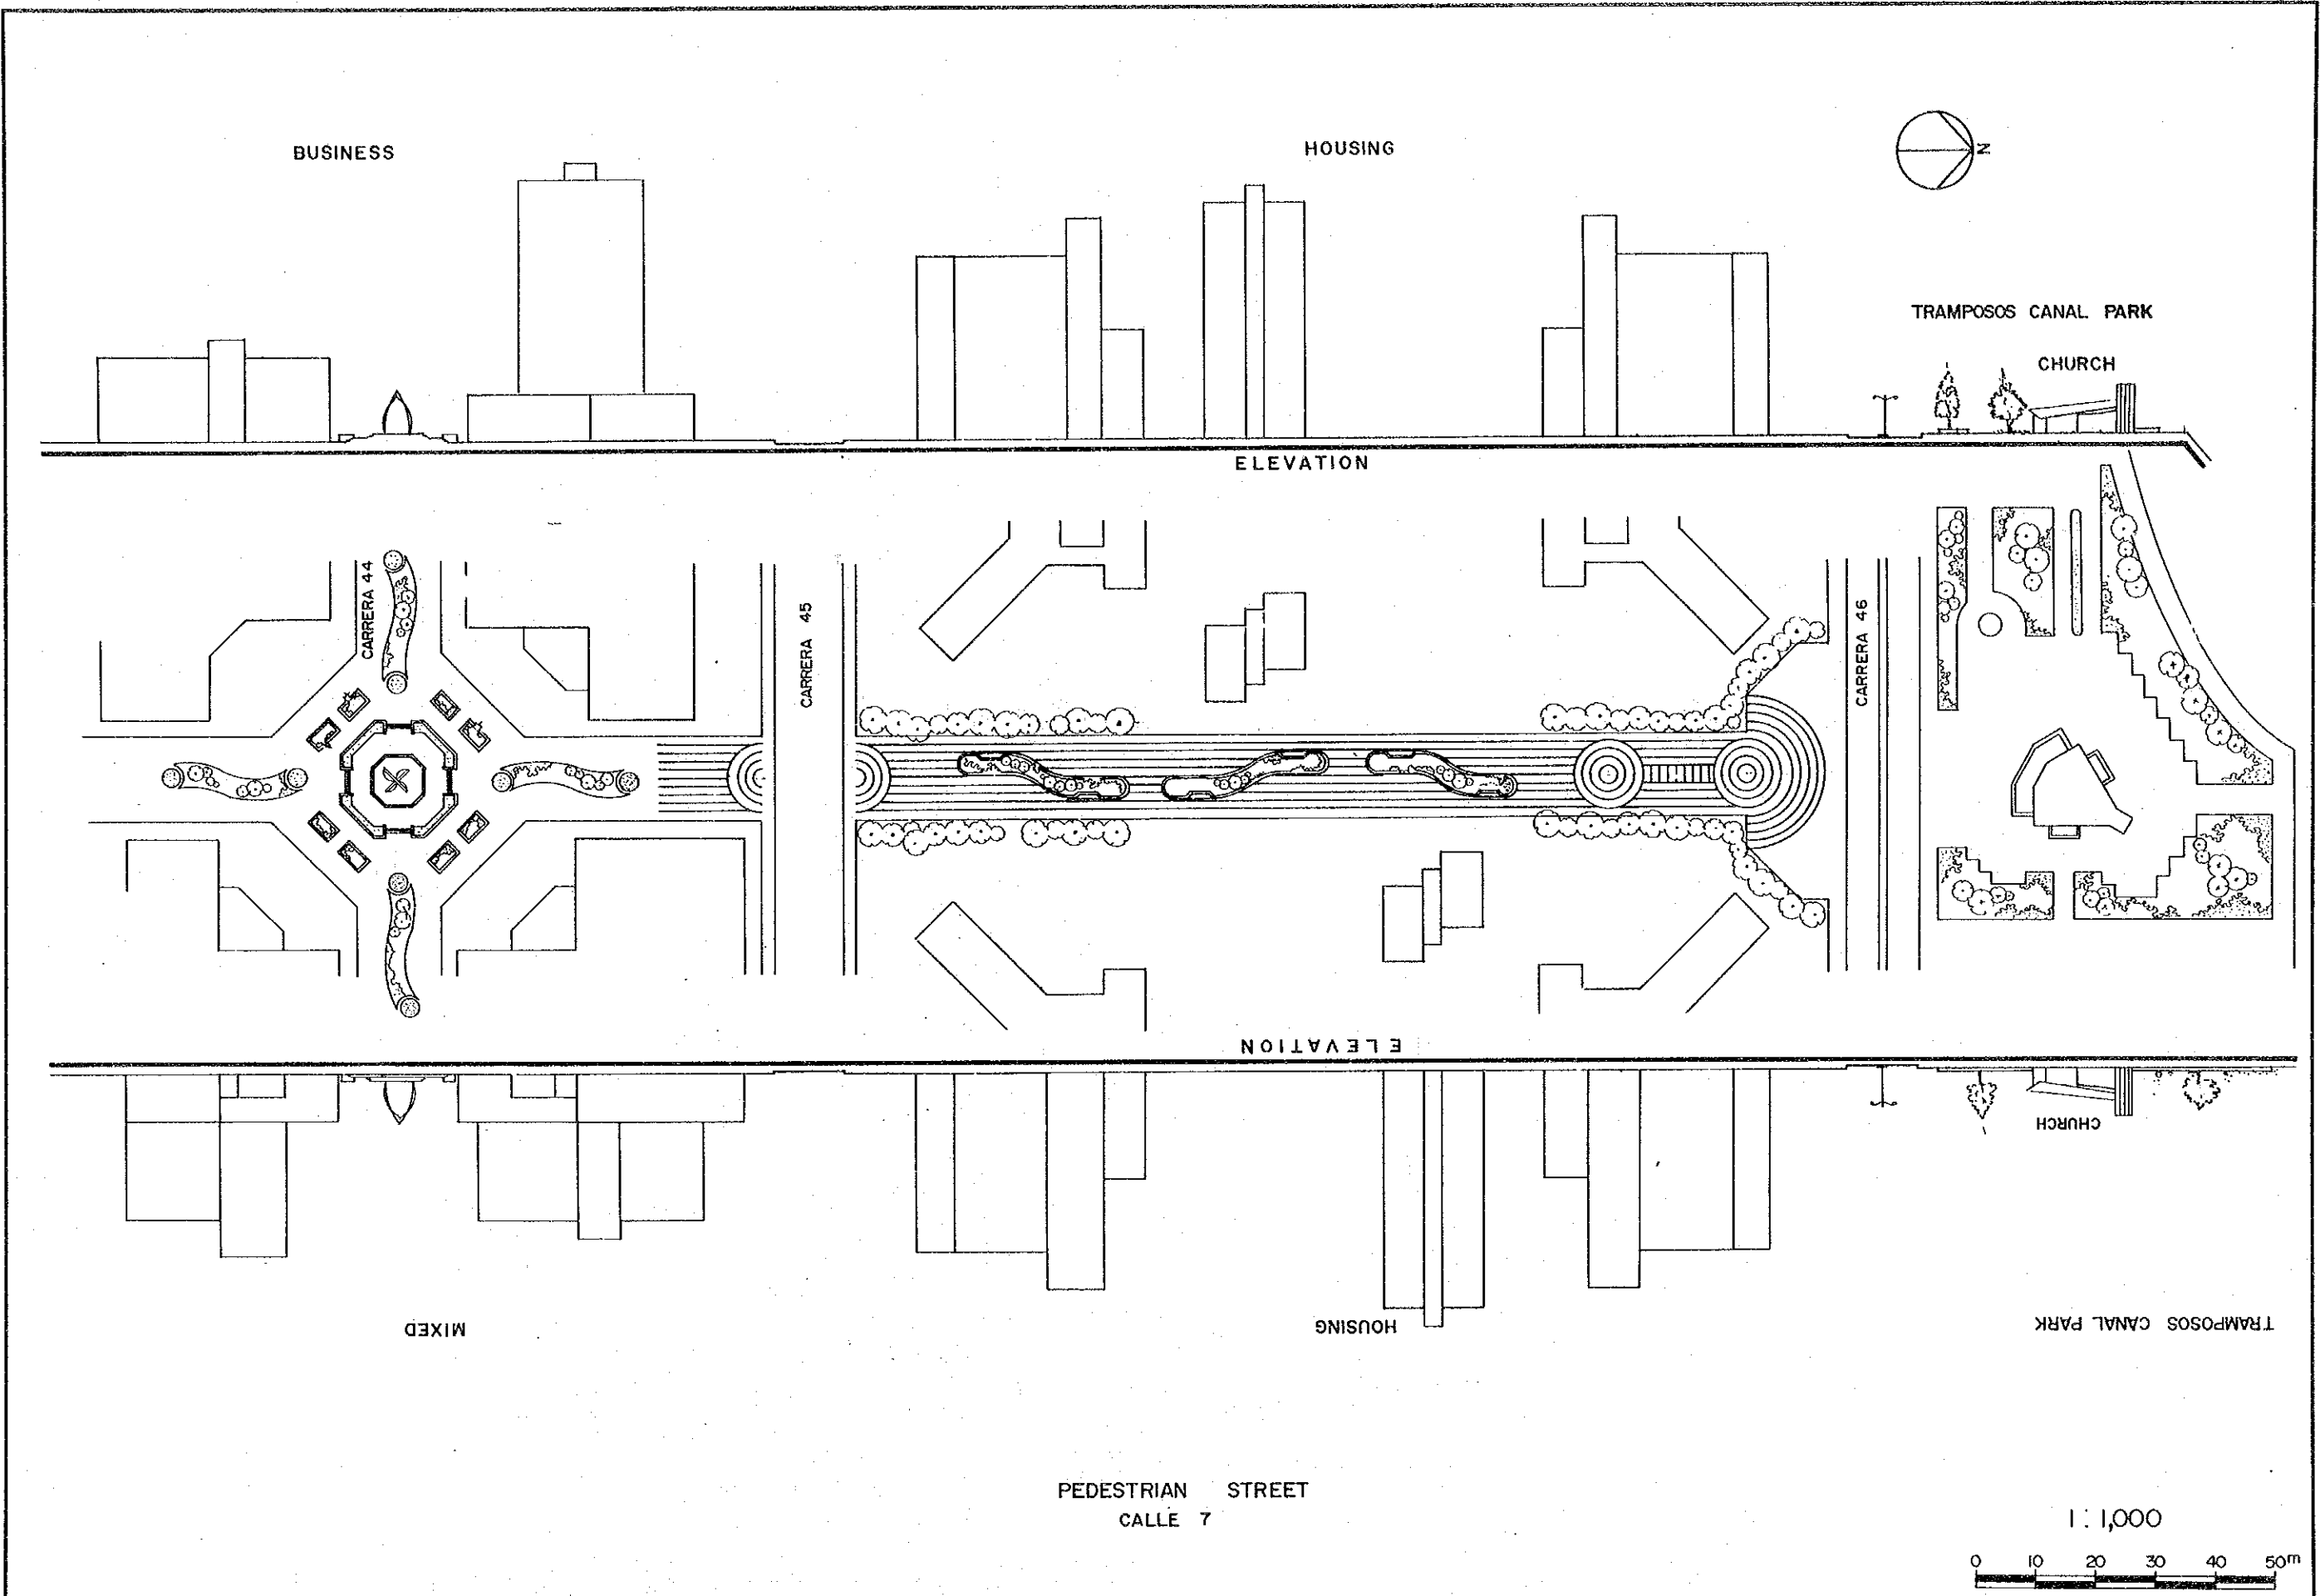 BUSINESS
HOUSING
N
TRAMPOSOS CANAL PARK
CHURCH
ELEVATION
CARRERA 44
CARRERA 45
CARRERA 46
ELEVATION
CHURCH
MIXED
HOUSING
TRAMPOSOS CANAL PARK
PEDESTRIAN STREET
CALLE 7
1 : 1,000
0 10 20 30 40 50m